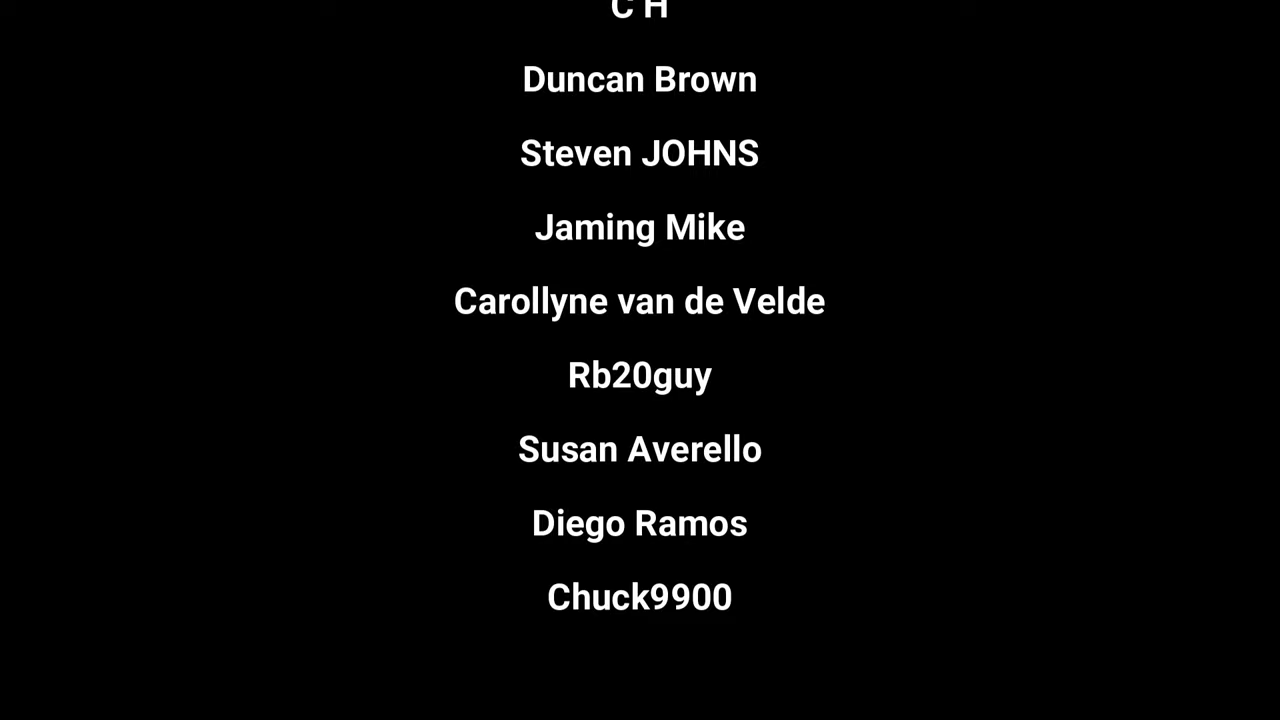 C H
Duncan Brown
Steven JOHNS
Jaming Mike
Carollyne van de Velde
Rb20guy
Susan Averello
Diego Ramos
Chuck9900